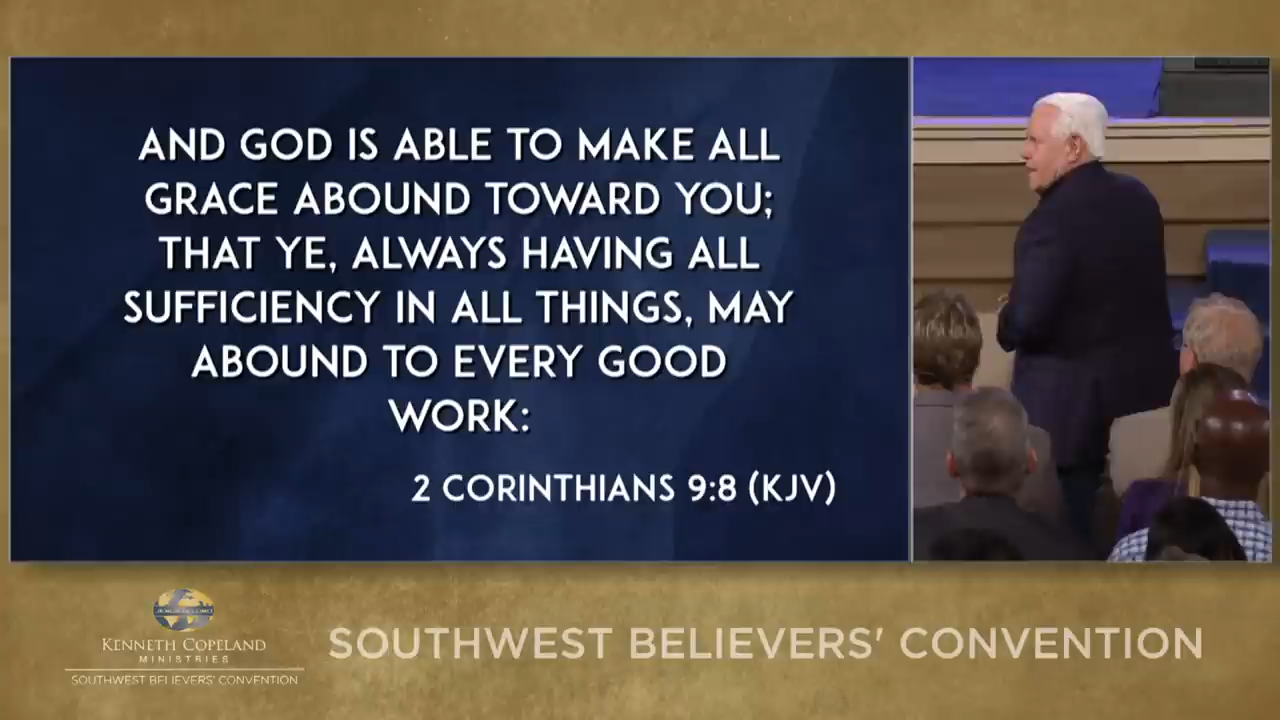 AND GOD IS ABLE TO MAKE ALL
GRACE ABOUND TOWARD YOU;
THAT YE, ALWAYS HAVING ALL
SUFFICIENCY IN ALL THINGS, MAY
ABOUND TO EVERY GOOD
WORK:
2 CORINTHIANS 9:8 (KJV)
KENNETH COPELAND
MINISTRIES
SOUTHWEST BELIEVERS' CONVENTION
SOUTHWEST BELIEVERS' CONVENTION